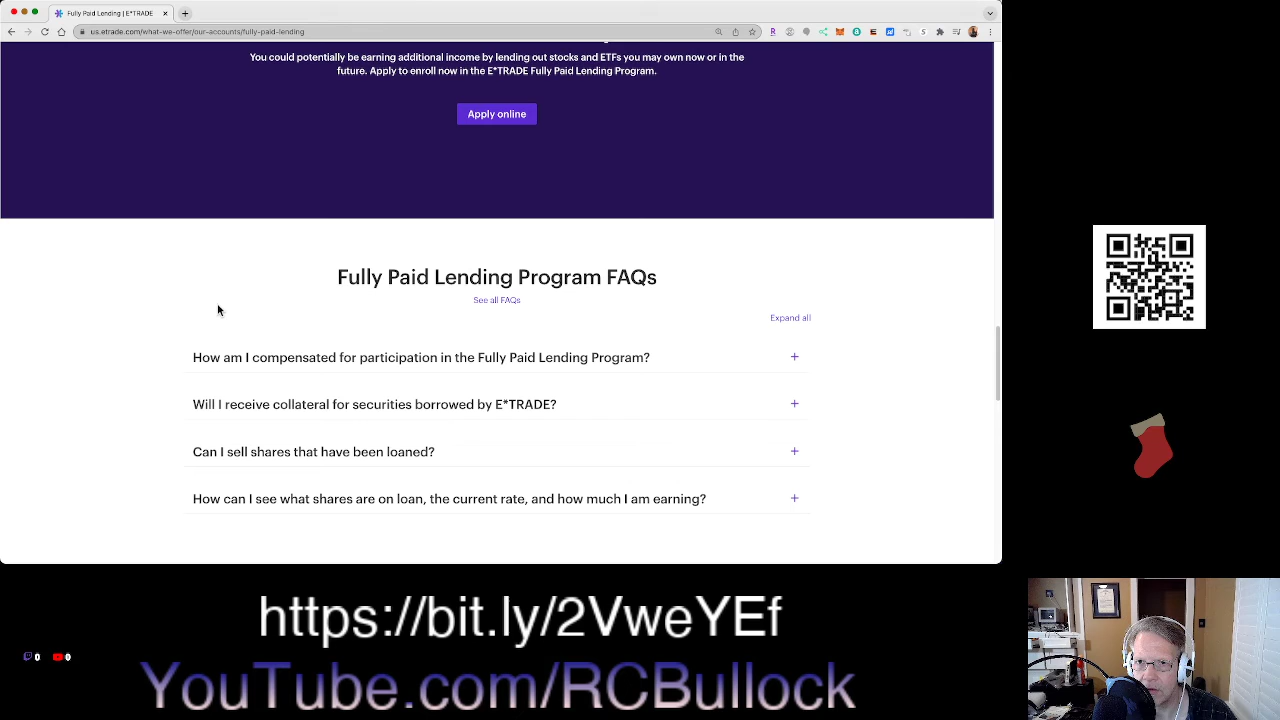 Fully Paid Lending | E*TRADE
us.etrade.com/what-we-offer/our-accounts/fully-paid-lending
You could potentially be earning additional income by lending out stocks and ETFs you may own now or in the
future. Apply to enroll now in the E*TRADE Fully Paid Lending Program.
Apply online
Fully Paid Lending Program FAQs
See all FAQs
Expand all
How am I compensated for participation in the Fully Paid Lending Program?
Will I receive collateral for securities borrowed by E*TRADE?
Can I sell shares that have been loaned?
How can I see what shares are on loan, the current rate, and how much I am earning?
https://bit.ly/2VweYEf
0 0
YouTube.com/RCBullock